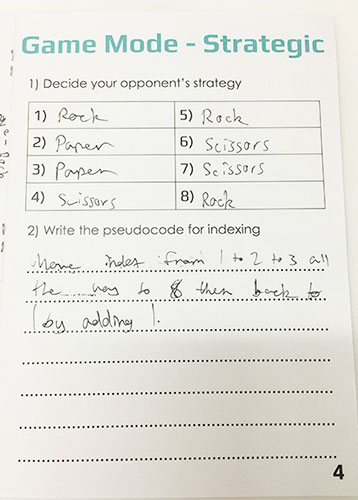 Game Mode - Strategic
1) Decide your opponent's strategy
1) Rock 5) Rock
2) Paper 6) Scissors
3) Paper 7) Scissors
4) Scissors 8) Rock
2) Write the pseudocode for indexing
Move index from 1 to 2 to 3 all
the way to 8 then back to
1 by adding 1.
4